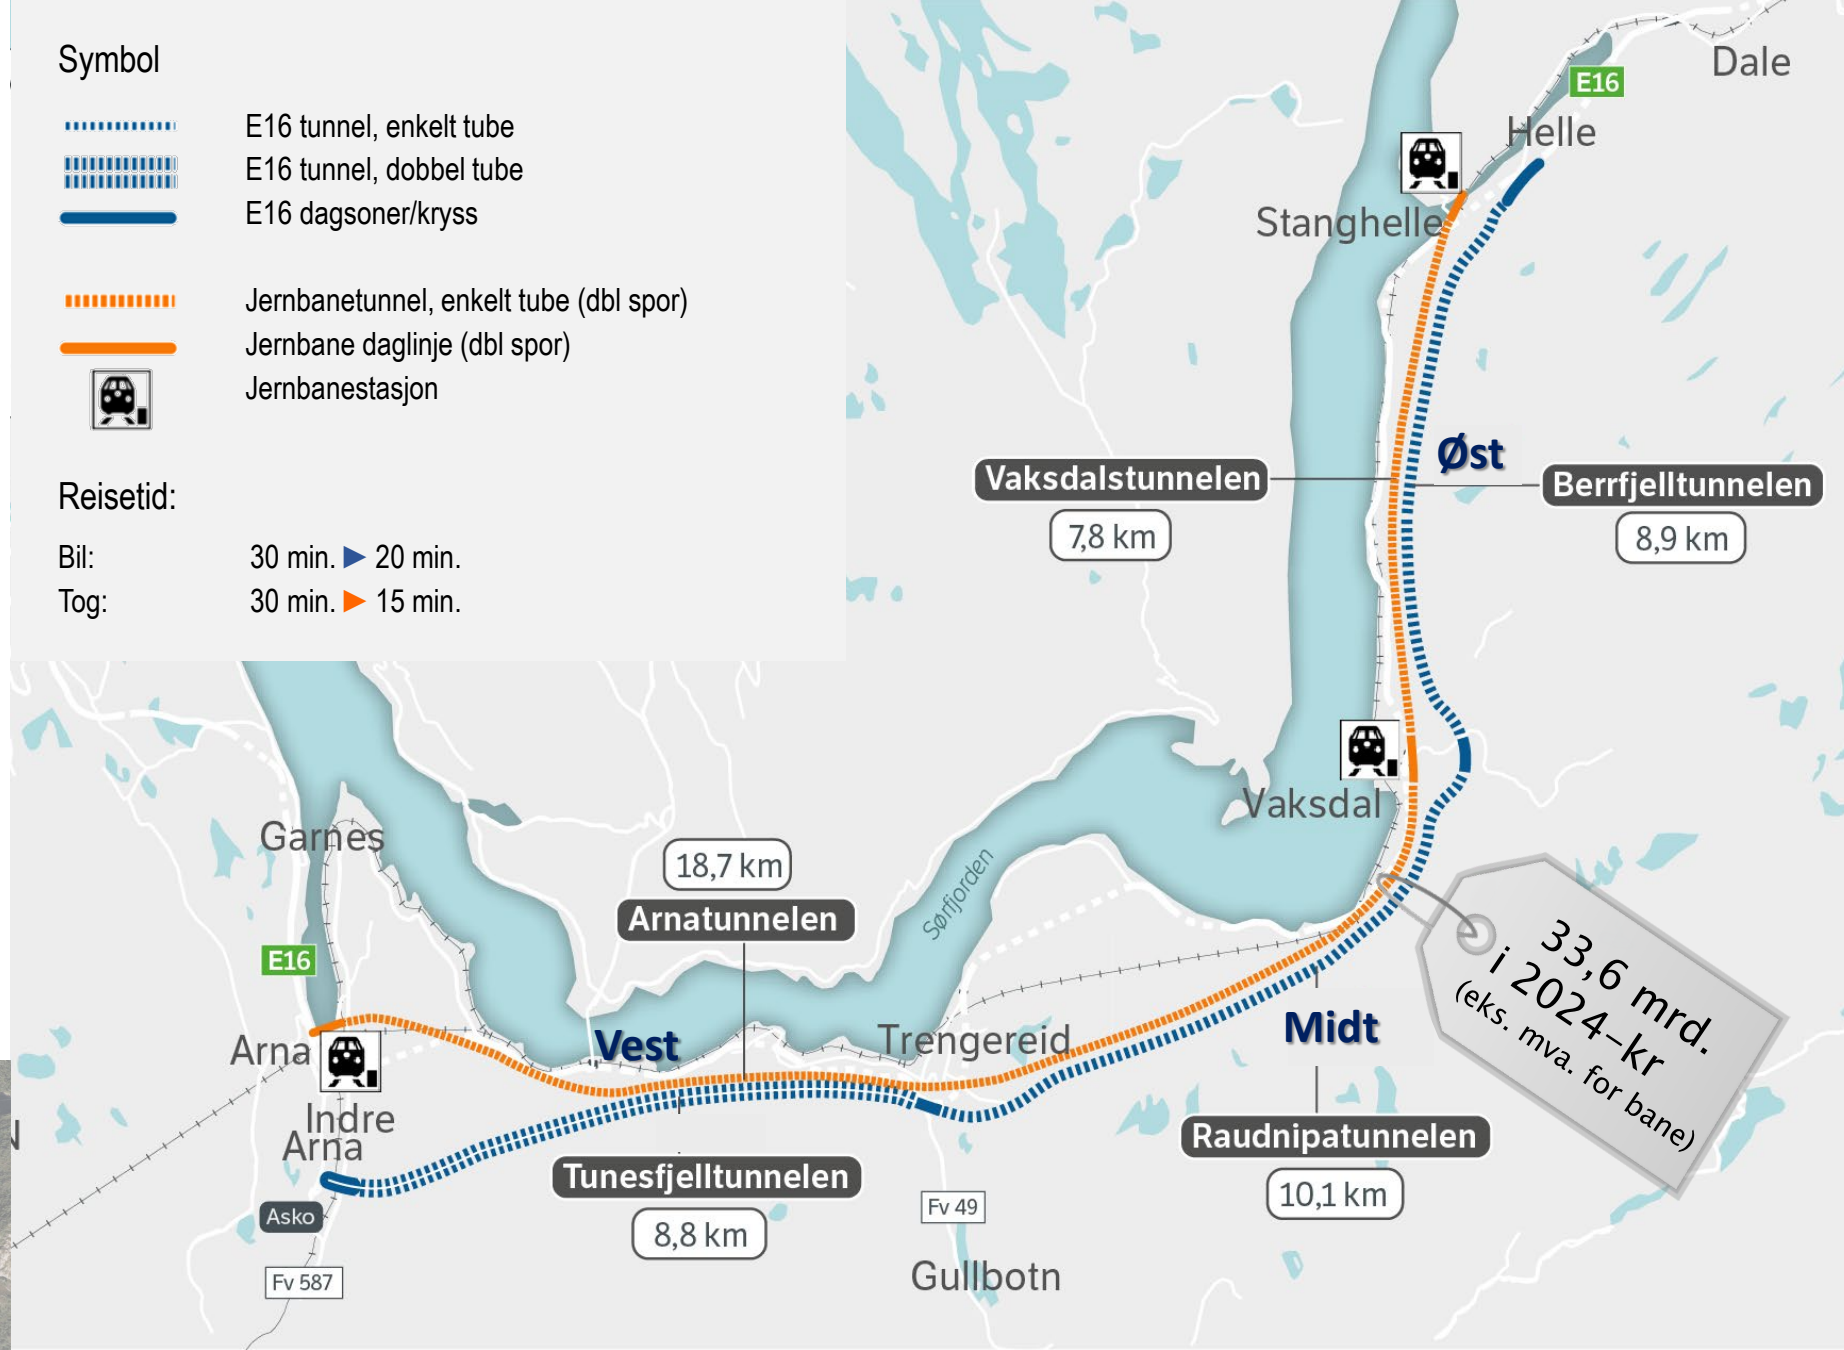 Symbol
E16 tunnel, enkelt tube
E16 tunnel, dobbel tube
E16 dagsoner/kryss
Jernbanetunnel, enkelt tube (dbl spor)
Jernbane daglinje (dbl spor)
Jernbanestasjon
Reisetid:
Bil: 30 min. ▶ 20 min.
Tog: 30 min. ▶ 15 min.
Dale
E16
Helle
Stanghelle
Øst
Vaksdalstunnelen
7,8 km
Berrfjelltunnelen
8,9 km
Vaksdal
Garnes
18,7 km
Arnatunnelen
Sørfjorden
E16
33,6 mrd.
i 2024-kr
(eks. mva. for bane)
Arna
Vest
Trengereid
Midt
Indre
Arna
Raudnipatunnelen
10,1 km
Tunesfjelltunnelen
8,8 km
Asko
Fv 49
Fv 587
Gullbotn